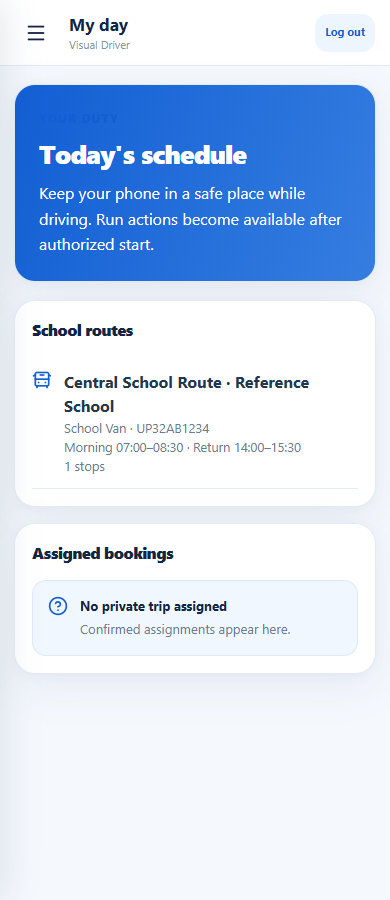 My day
Visual Driver
Log out
YOUR DUTY
Today's schedule
Keep your phone in a safe place while
driving. Run actions become available after
authorized start.
School routes
Central School Route · Reference
School
School Van · UP32AB1234
Morning 07:00–08:30 · Return 14:00–15:30
1 stops
Assigned bookings
No private trip assigned
Confirmed assignments appear here.